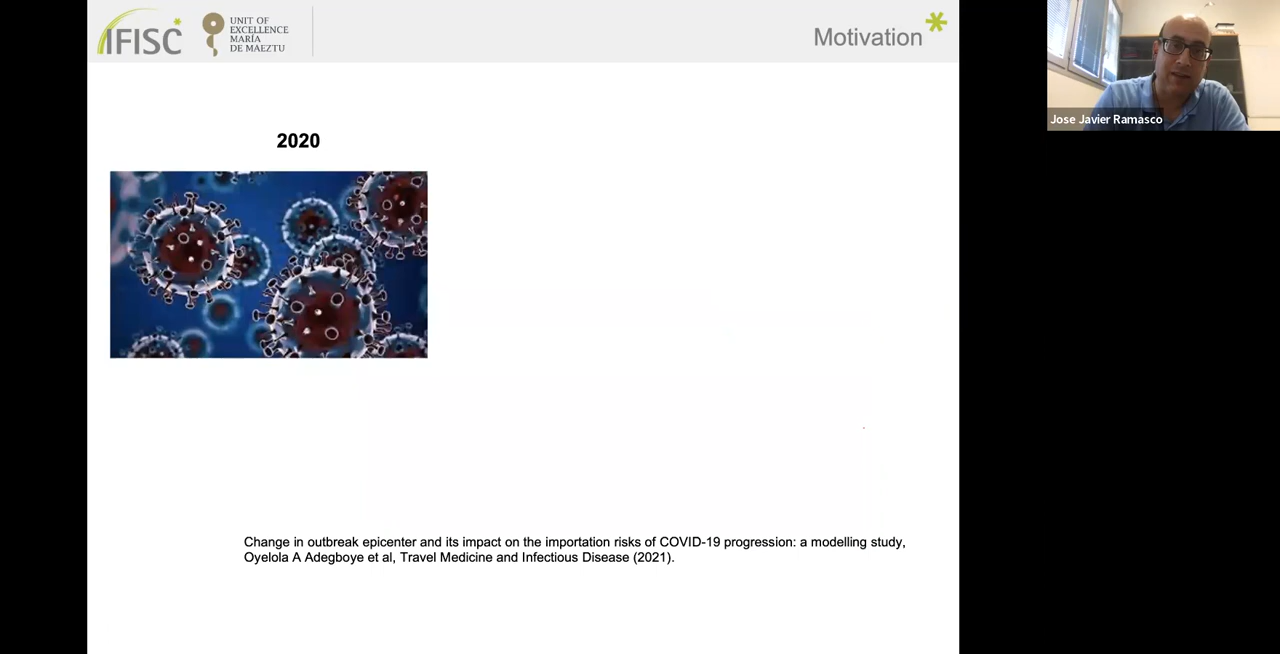 IFISC
UNIT OF
EXCELLENCE
MARÍA
DE MAEZTU
Motivation
Jose Javier Ramasco
2020
Change in outbreak epicenter and its impact on the importation risks of COVID-19 progression: a modelling study,
Oyelola A Adegboye et al, Travel Medicine and Infectious Disease (2021).